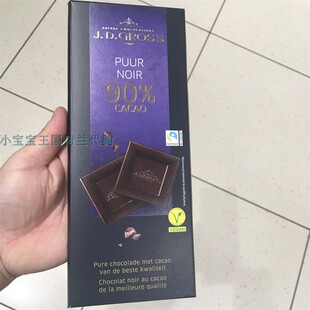 J.D.GROSS
PUUR
NOIR
90%
CACAO
小宝宝王国荷兰代购
VEGAN
Pure chocolade met cacao
van de beste kwaliteit
Chocolat noir au cacao
de la meilleure qualité